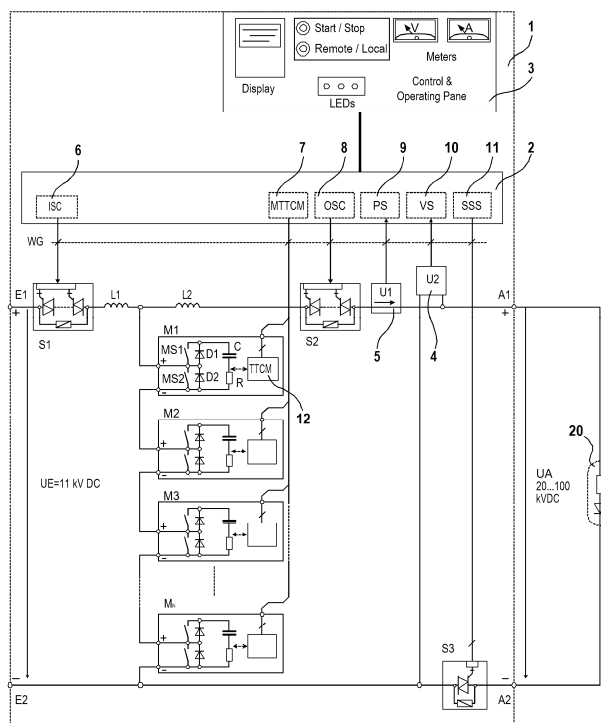 Start / Stop
Remote / Local
V
A
Meters
Display
LEDs
Control &
Operating Pane
1
3
6
7
8
9
10
11
2
ISC
MTTCM
OSC
PS
VS
SSS
WG
E1
+
L1
L2
S1
S2
U1
U2
5
4
A1
+
M1
MS1
D1
C
+
MS2
D2
R
TTCM
12
−
M2
+
−
M3
+
−
UE=11 kV DC
20
UA
20...100
kVDC
MN
+
−
S3
−
E2
−
A2